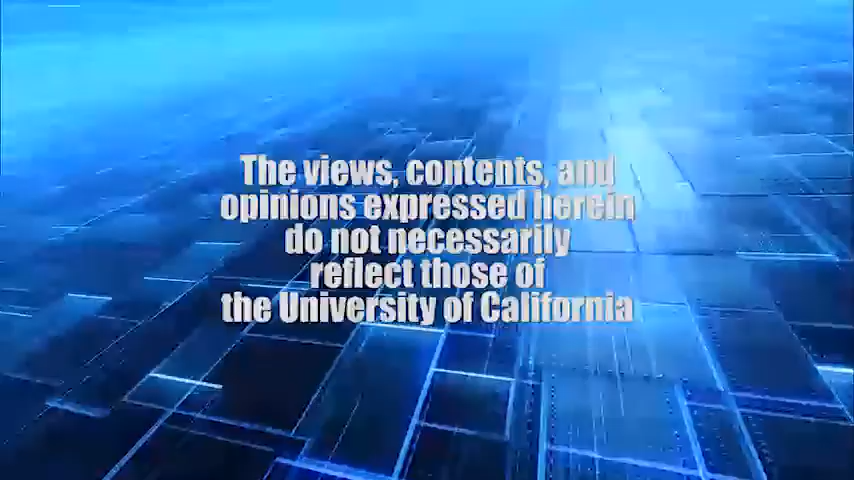 The views, contents, and
opinions expressed herein
do not necessarily
reflect those of
the University of California